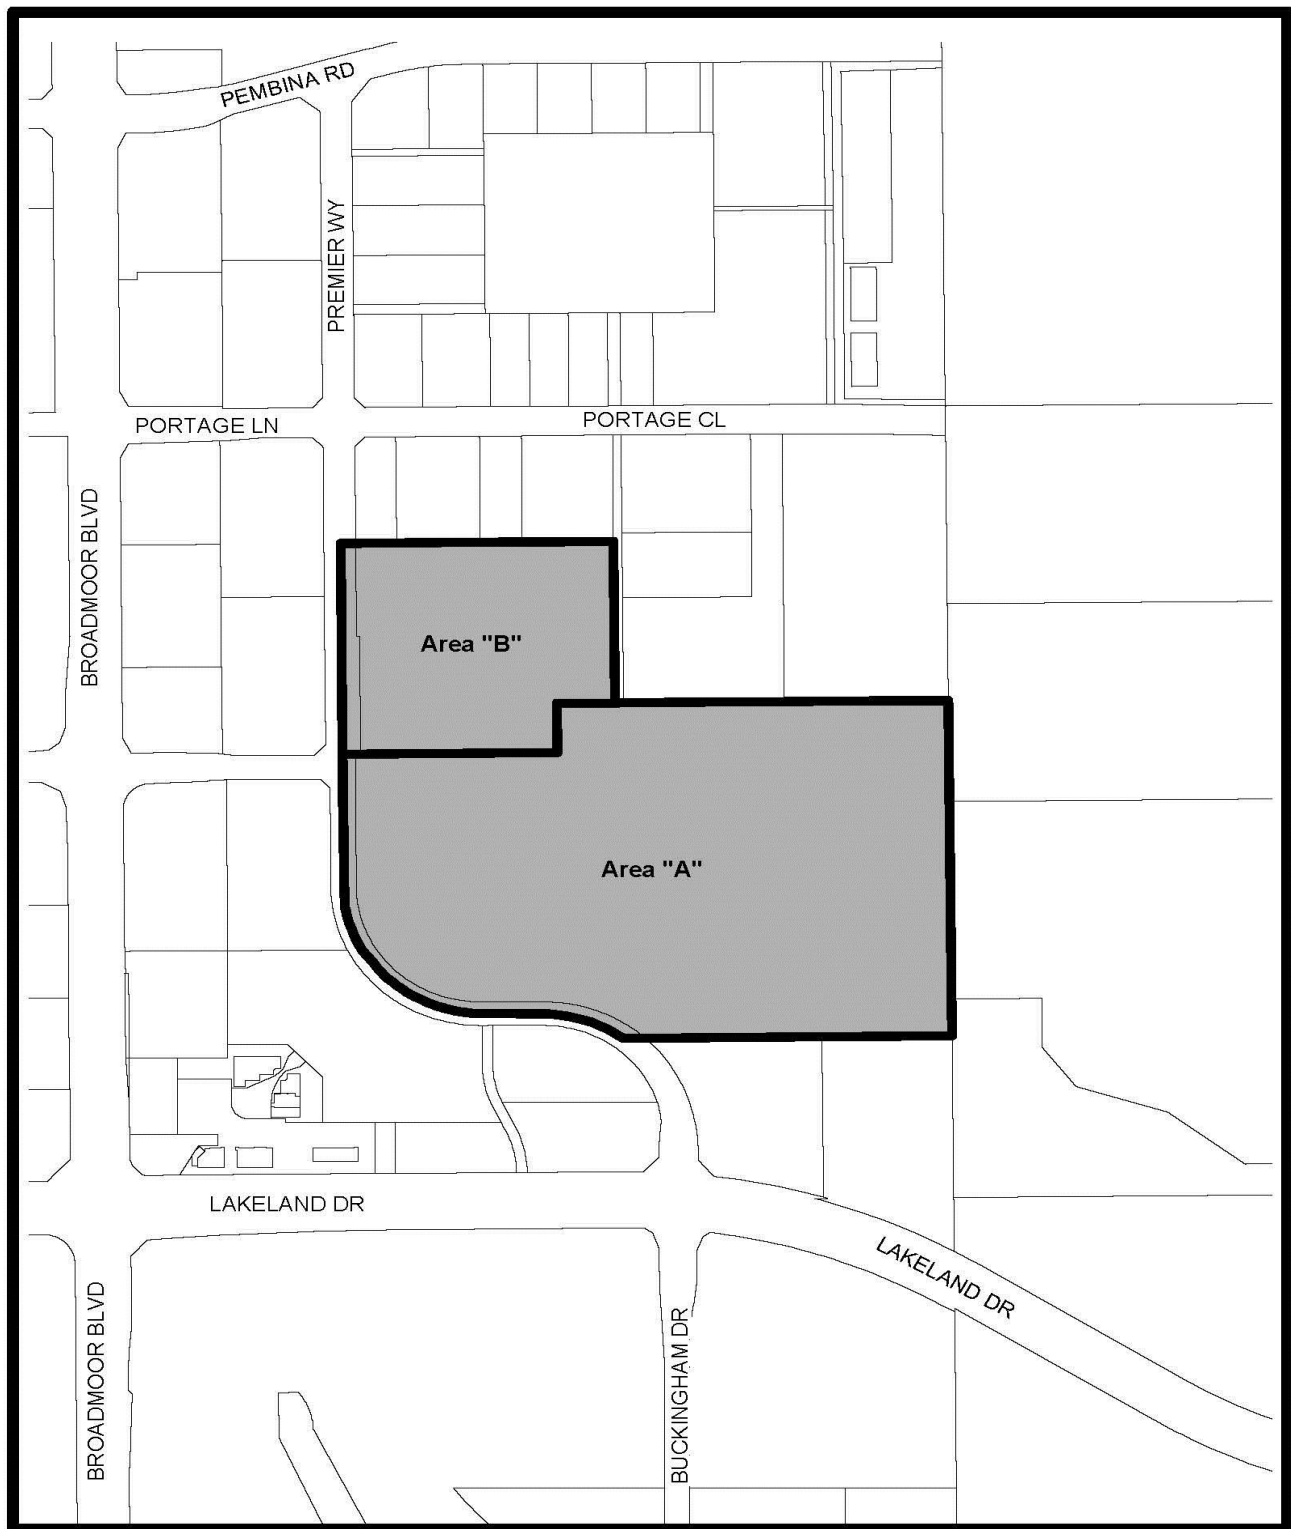 PEMBINA RD
PREMIER WY
PORTAGE LN
PORTAGE CL
BROADMOOR BLVD
Area "B"
Area "A"
LAKELAND DR
LAKELAND DR
BROADMOOR BLVD
BUCKINGHAM DR